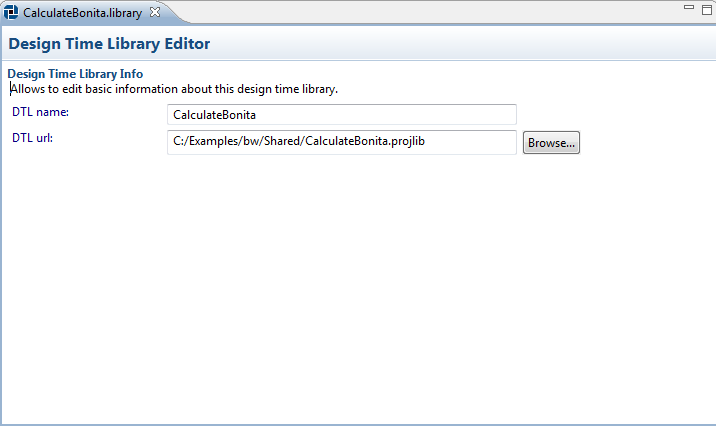 CalculateBonita.library
Design Time Library Editor
Design Time Library Info
Allows to edit basic information about this design time library.
DTL name: CalculateBonita
DTL url: C:/Examples/bw/Shared/CalculateBonita.projlib Browse...